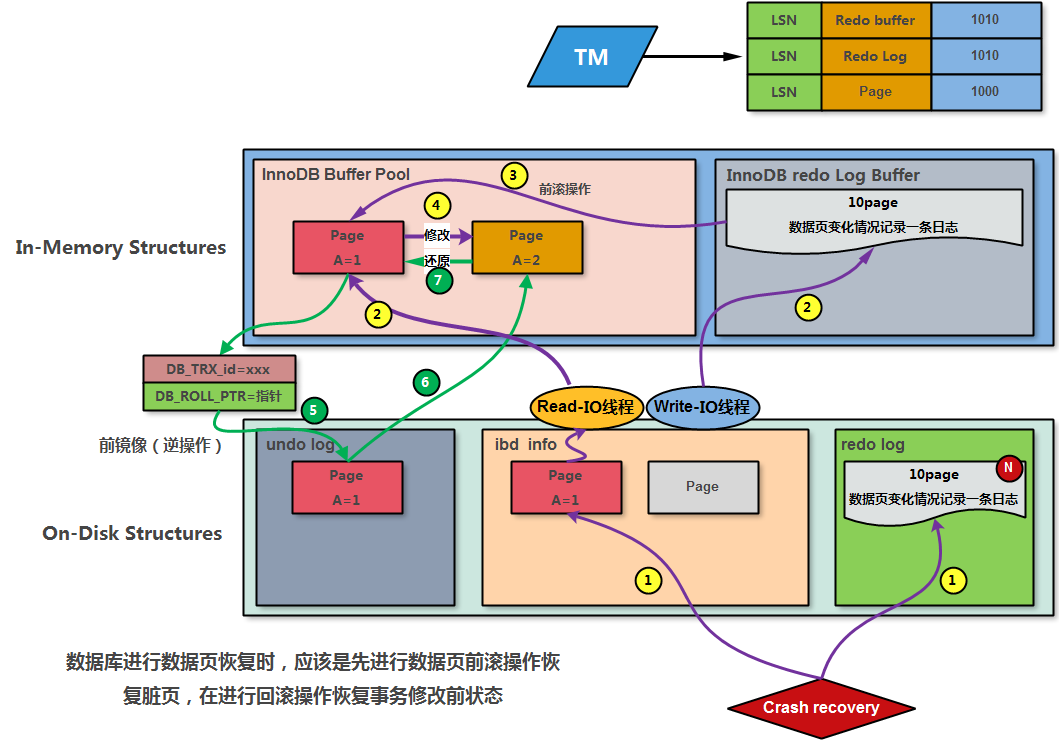 TM
LSN Redo buffer 1010
LSN Redo Log 1010
LSN Page 1000
InnoDB Buffer Pool
InnoDB redo Log Buffer
3
前滚操作
4
10page
数据页变化情况记录一条日志
Page
A=1
修改
还原
7
Page
A=2
In-Memory Structures
2
2
DB_TRX_id=xxx
DB_ROLL_PTR=指针
6
5
Read-IO线程
Write-IO线程
前镜像（逆操作）
undo log
ibd info
redo log
Page
A=1
Page
A=1
Page
N
10page
数据页变化情况记录一条日志
On-Disk Structures
1
1
数据库进行数据页恢复时，应该是先进行数据页前滚操作恢
复脏页，在进行回滚操作恢复事务修改前状态
Crash recovery